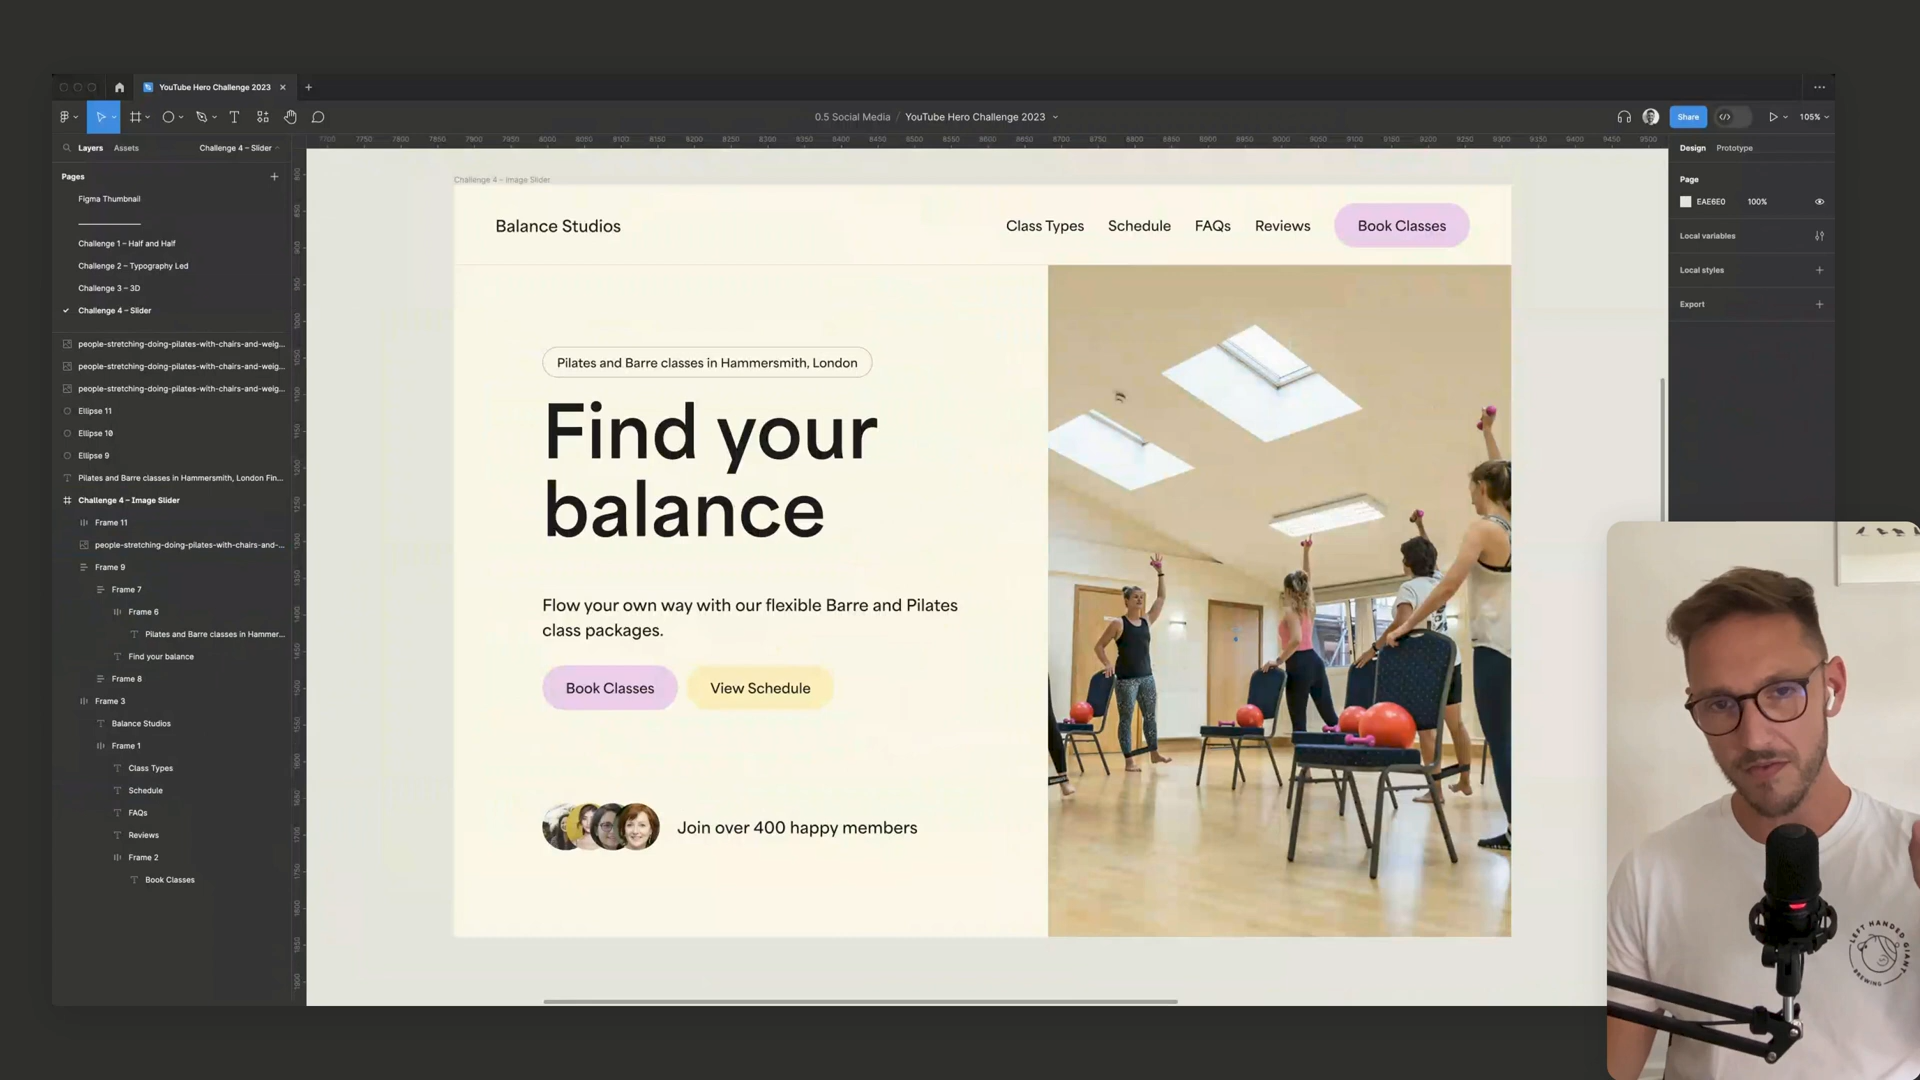 YouTube Hero Challenge 2023
0.5 Social Media / YouTube Hero Challenge 2023
Share
105%
Layers
Assets
Challenge 4 – Slider
Pages
Figma Thumbnail
Challenge 1 – Half and Half
Challenge 2 – Typography Led
Challenge 3 – 3D
Challenge 4 – Slider
people-stretching-doing-pilates-with-chairs-and-weig...
people-stretching-doing-pilates-with-chairs-and-weig...
people-stretching-doing-pilates-with-chairs-and-weig...
Ellipse 11
Ellipse 10
Ellipse 9
Pilates and Barre classes in Hammersmith, London Fin...
Challenge 4 – Image Slider
Frame 11
people-stretching-doing-pilates-with-chairs-and-...
Frame 9
Frame 7
Frame 6
Pilates and Barre classes in Hammer...
Find your balance
Frame 8
Frame 3
Balance Studios
Frame 1
Class Types
Schedule
FAQs
Reviews
Frame 2
Book Classes
Challenge 4 – Image Slider
Balance Studios
Class Types
Schedule
FAQs
Reviews
Book Classes
Pilates and Barre classes in Hammersmith, London
Find your
balance
Flow your own way with our flexible Barre and Pilates
class packages.
Book Classes
View Schedule
Join over 400 happy members
Design
Prototype
Page
EAE6E0
100%
Local variables
Local styles
Export
LEFT HANDED GIANT
BREWING